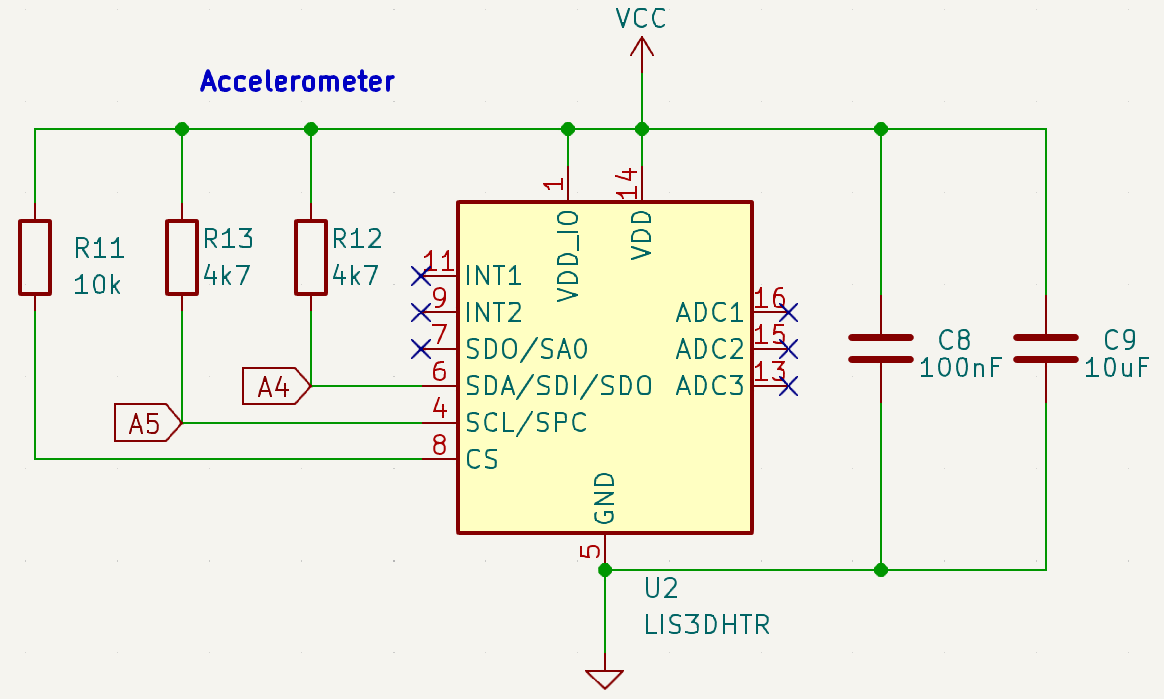 VCC
Accelerometer
1
14
R11
10k
R13
4k7
R12
4k7
VDD_IO
VDD
11
INT1
9
INT2
7
SDO/SA0
6
SDA/SDI/SDO
4
SCL/SPC
8
CS
A4
A5
ADC1
16
ADC2
15
ADC3
13
C8
100nF
C9
10uF
GND
5
U2
LIS3DHTR